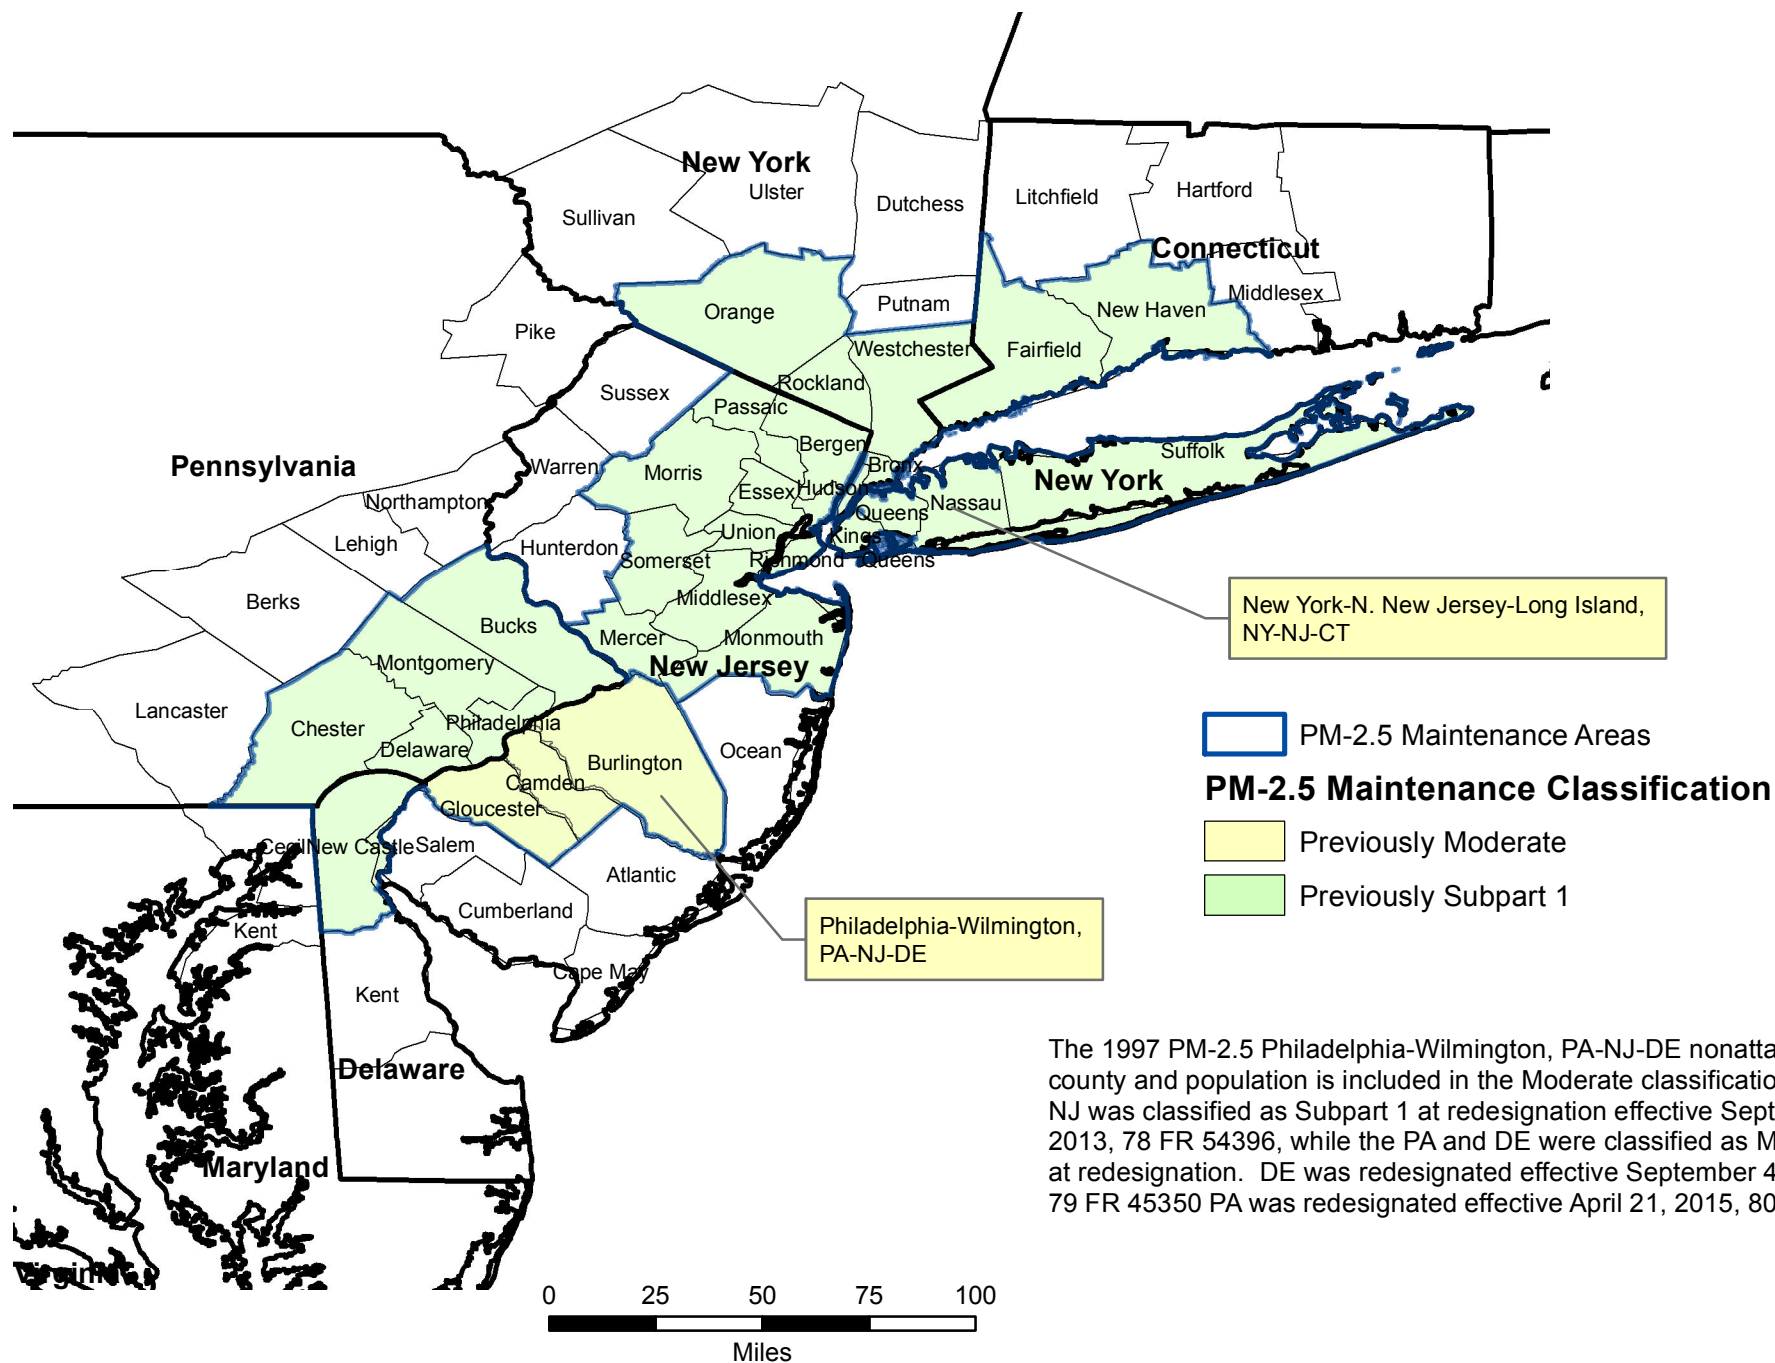 New York
Ulster
Sullivan
Dutchess
Litchfield
Hartford
Connecticut
Orange
Putnam
New Haven
Middlesex
Pike
Westchester
Fairfield
Rockland
Sussex
Passaic
Bergen
Suffolk
Pennsylvania
Warren
Morris
Bronx
New York
Northampton
Essex
Hudson
Nassau
Queens
Lehigh
Hunterdon
Union
Kings
Somerset
Richmond
Queens
Berks
Middlesex
New York-N. New Jersey-Long Island,
NY-NJ-CT
Bucks
Mercer
Monmouth
Montgomery
New Jersey
Lancaster
Chester
Philadelphia
Delaware
Ocean
Burlington
Camden
Gloucester
PM-2.5 Maintenance Areas
PM-2.5 Maintenance Classification
Previously Moderate
Previously Subpart 1
Cecil
New Castle
Salem
Atlantic
Cumberland
Kent
Philadelphia-Wilmington,
PA-NJ-DE
Cape May
Kent
Delaware
Maryland
Virginia
The 1997 PM-2.5 Philadelphia-Wilmington, PA-NJ-DE nonatta
county and population is included in the Moderate classificatio
NJ was classified as Subpart 1 at redesignation effective Sept
2013, 78 FR 54396, while the PA and DE were classified as M
at redesignation. DE was redesignated effective September 4
79 FR 45350 PA was redesignated effective April 21, 2015, 80
0 25 50 75 100
Miles